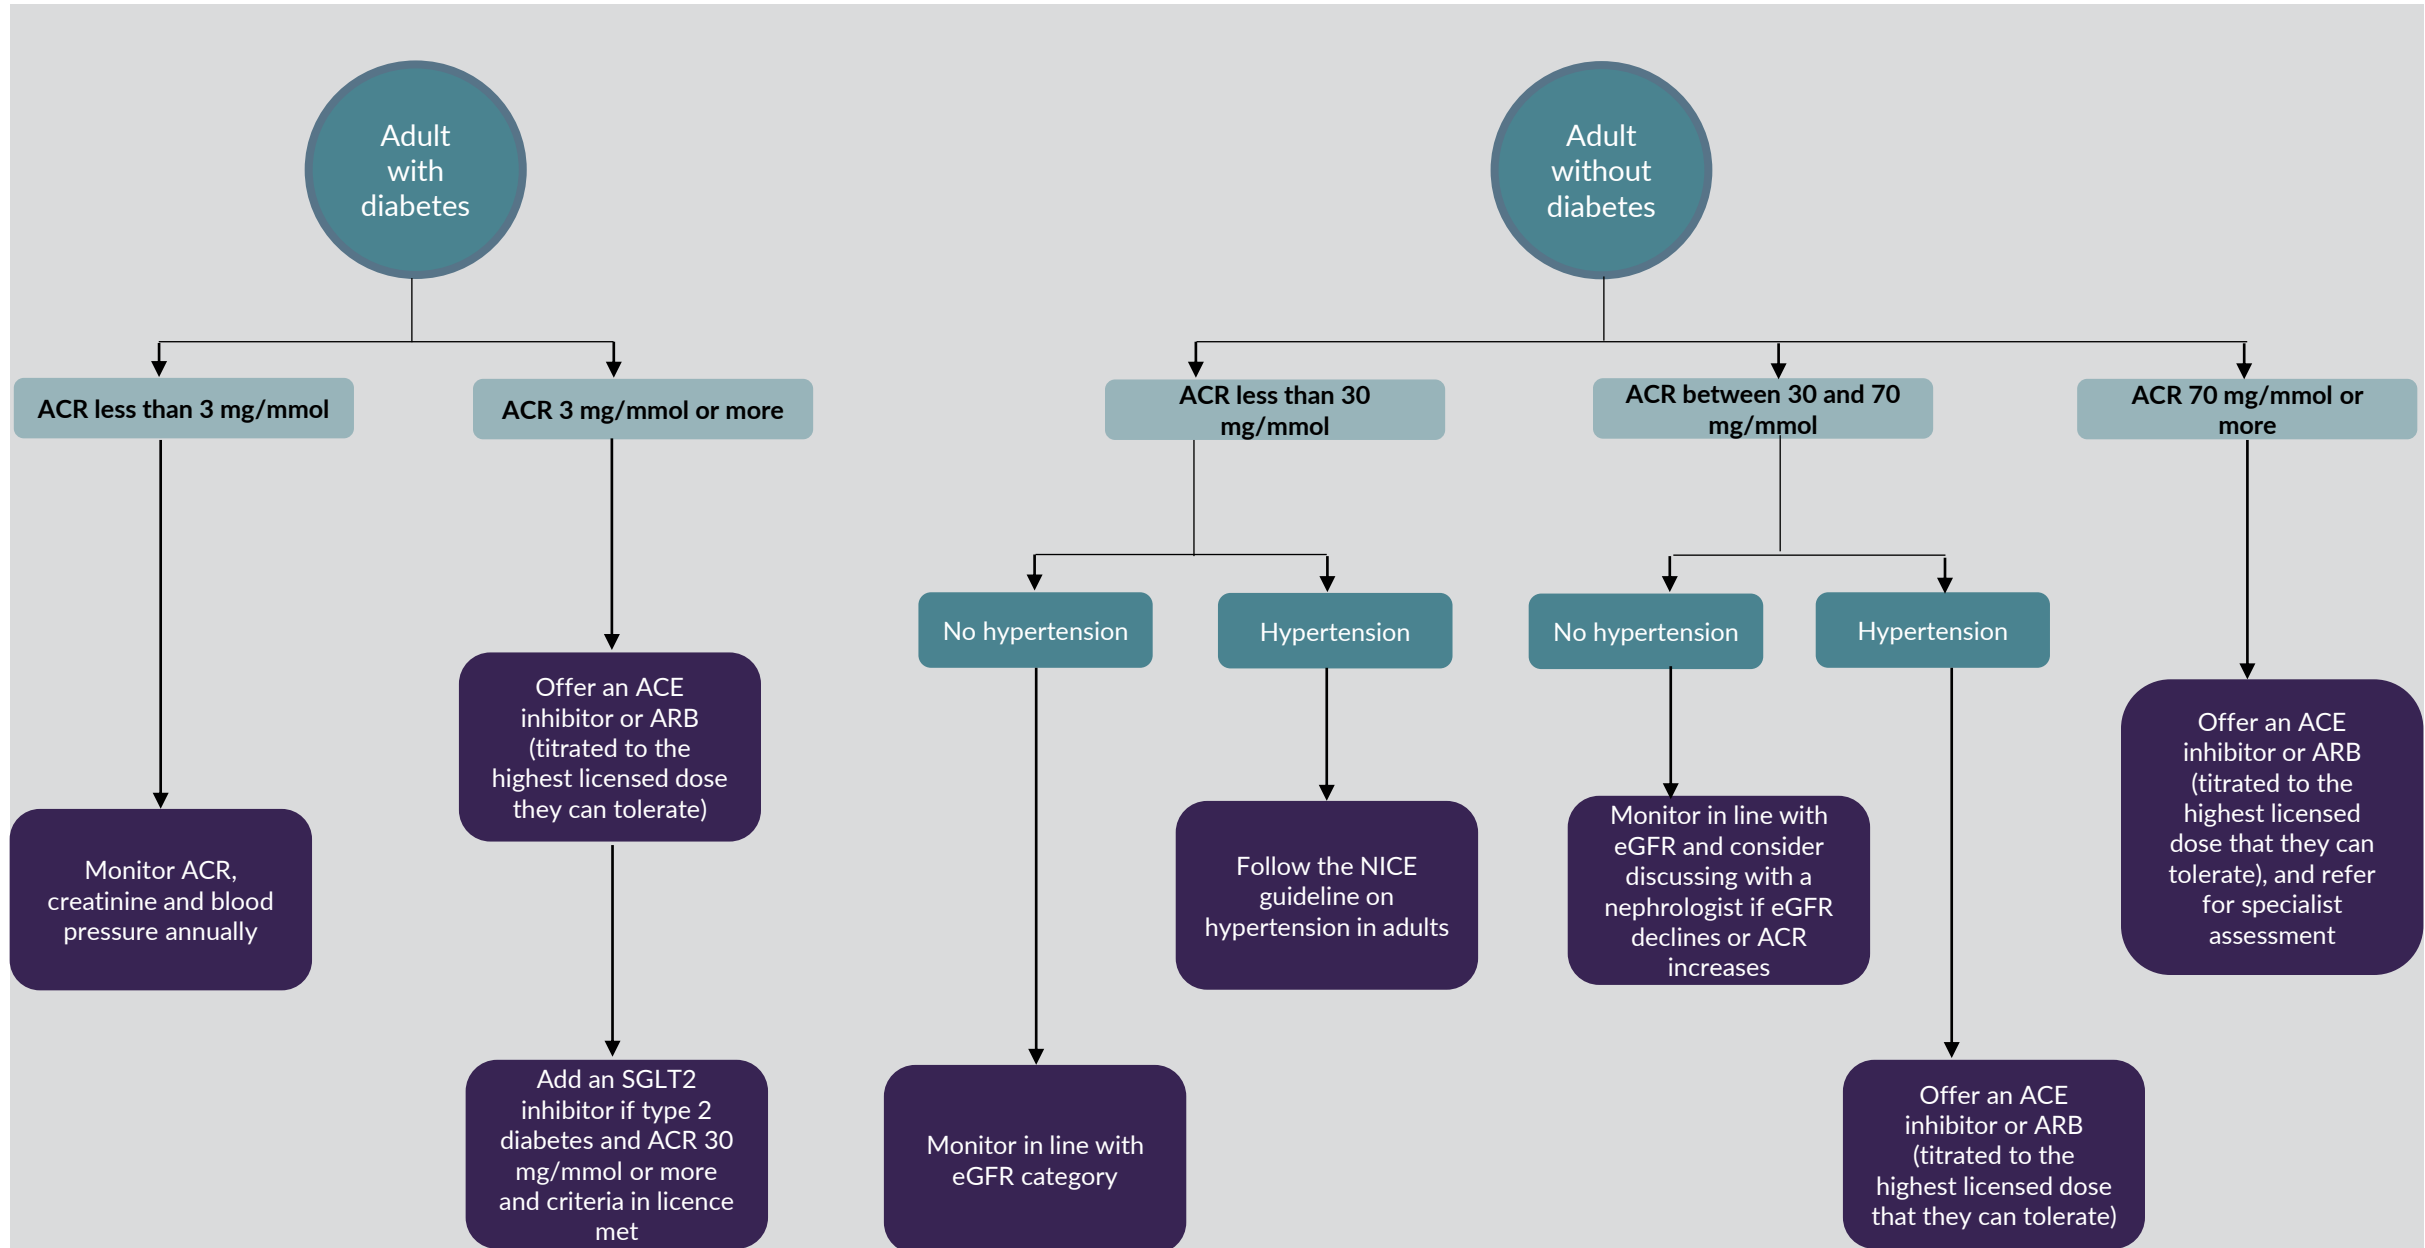 Adult
with
diabetes
Adult
without
diabetes
ACR less than 3 mg/mmol
ACR 3 mg/mmol or more
ACR less than 30
mg/mmol
ACR between 30 and 70
mg/mmol
ACR 70 mg/mmol or
more
No hypertension
Hypertension
No hypertension
Hypertension
Offer an ACE
inhibitor or ARB
(titrated to the
highest licensed dose
they can tolerate)
Offer an ACE
inhibitor or ARB
(titrated to the
highest licensed
dose that they can
tolerate), and refer
for specialist
assessment
Monitor ACR,
creatinine and blood
pressure annually
Follow the NICE
guideline on
hypertension in adults
Monitor in line with
eGFR and consider
discussing with a
nephrologist if eGFR
declines or ACR
increases
Add an SGLT2
inhibitor if type 2
diabetes and ACR 30
mg/mmol or more
and criteria in licence
met
Monitor in line with
eGFR category
Offer an ACE
inhibitor or ARB
(titrated to the
highest licensed dose
that they can tolerate)